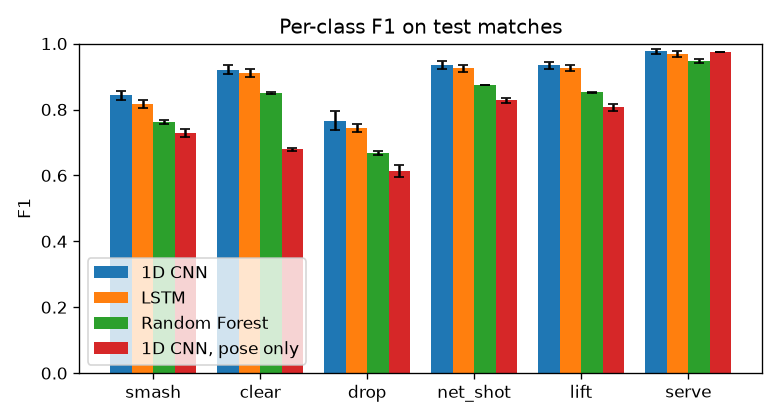 Per-class F1 on test matches
F1
1.0
0.8
0.6
0.4
0.2
0.0
1D CNN
LSTM
Random Forest
1D CNN, pose only
smash clear drop net_shot lift serve